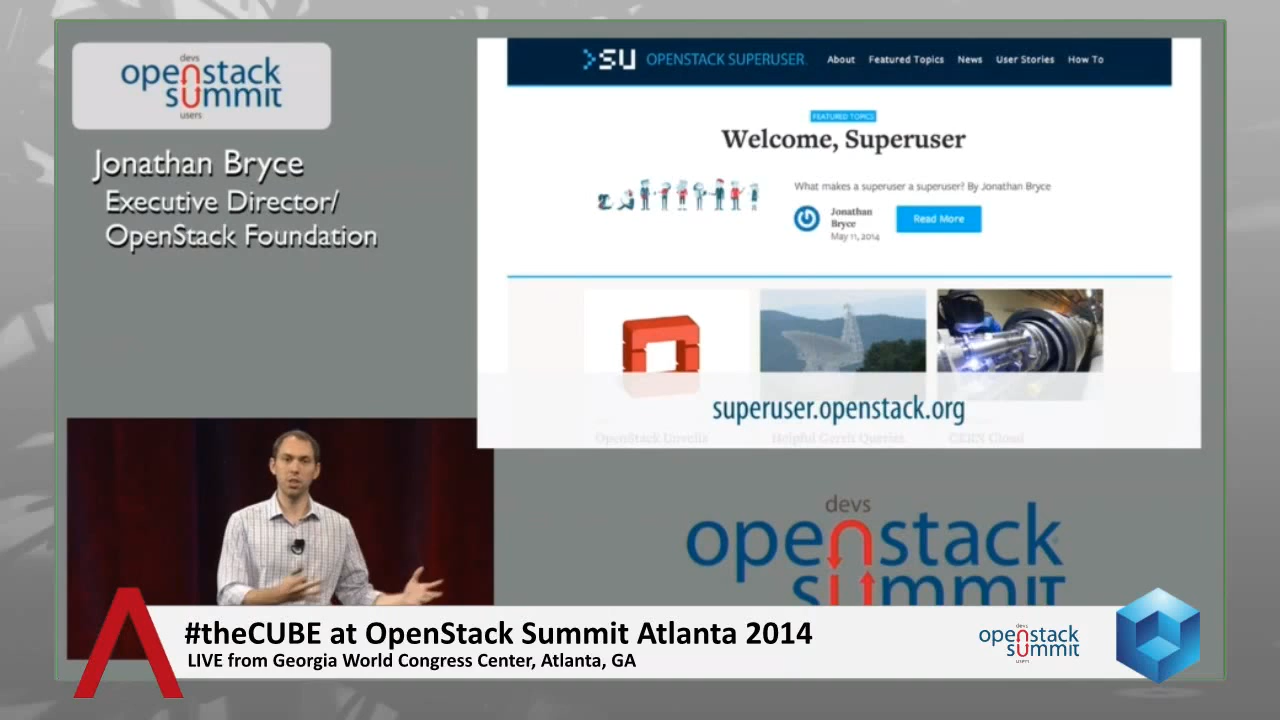 devs
openstack
summit
users
Jonathan Bryce
Executive Director/
OpenStack Foundation
>SU OPENSTACK SUPERUSER
About Featured Topics News User Stories How To
FEATURED TOPICS
Welcome, Superuser
What makes a superuser a superuser? By Jonathan Bryce
Jonathan
Bryce
May 11, 2014
Read More
superuser.openstack.org
OpenStack Unveils
Helpful Gerrit Queries
CERN Cloud
devs
openstack
summit
#theCUBE at OpenStack Summit Atlanta 2014
LIVE from Georgia World Congress Center, Atlanta, GA
devs
openstack
summit
users